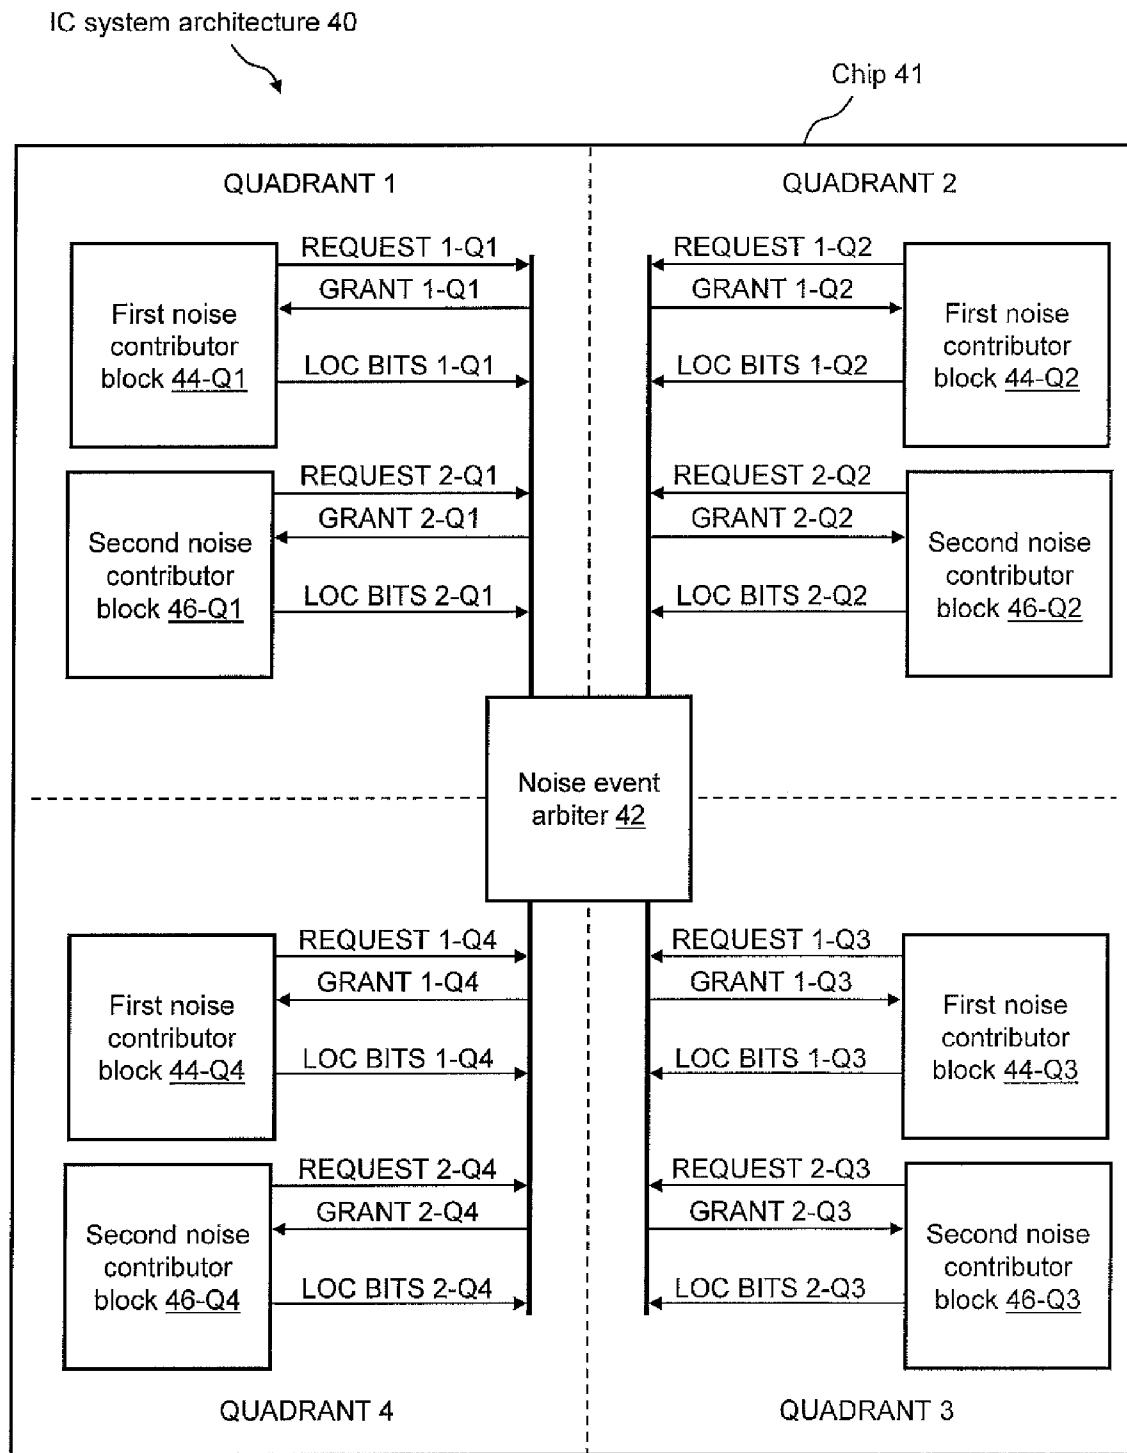 IC system architecture 40
Chip 41
QUADRANT 1
REQUEST 1-Q1
GRANT 1-Q1
LOC BITS 1-Q1
First noise
contributor
block 44-Q1
REQUEST 2-Q1
GRANT 2-Q1
LOC BITS 2-Q1
Second noise
contributor
block 46-Q1
QUADRANT 2
REQUEST 1-Q2
GRANT 1-Q2
LOC BITS 1-Q2
First noise
contributor
block 44-Q2
REQUEST 2-Q2
GRANT 2-Q2
LOC BITS 2-Q2
Second noise
contributor
block 46-Q2
Noise event
arbiter 42
REQUEST 1-Q4
GRANT 1-Q4
LOC BITS 1-Q4
First noise
contributor
block 44-Q4
REQUEST 2-Q4
GRANT 2-Q4
LOC BITS 2-Q4
Second noise
contributor
block 46-Q4
QUADRANT 4
REQUEST 1-Q3
GRANT 1-Q3
LOC BITS 1-Q3
First noise
contributor
block 44-Q3
REQUEST 2-Q3
GRANT 2-Q3
LOC BITS 2-Q3
Second noise
contributor
block 46-Q3
QUADRANT 3